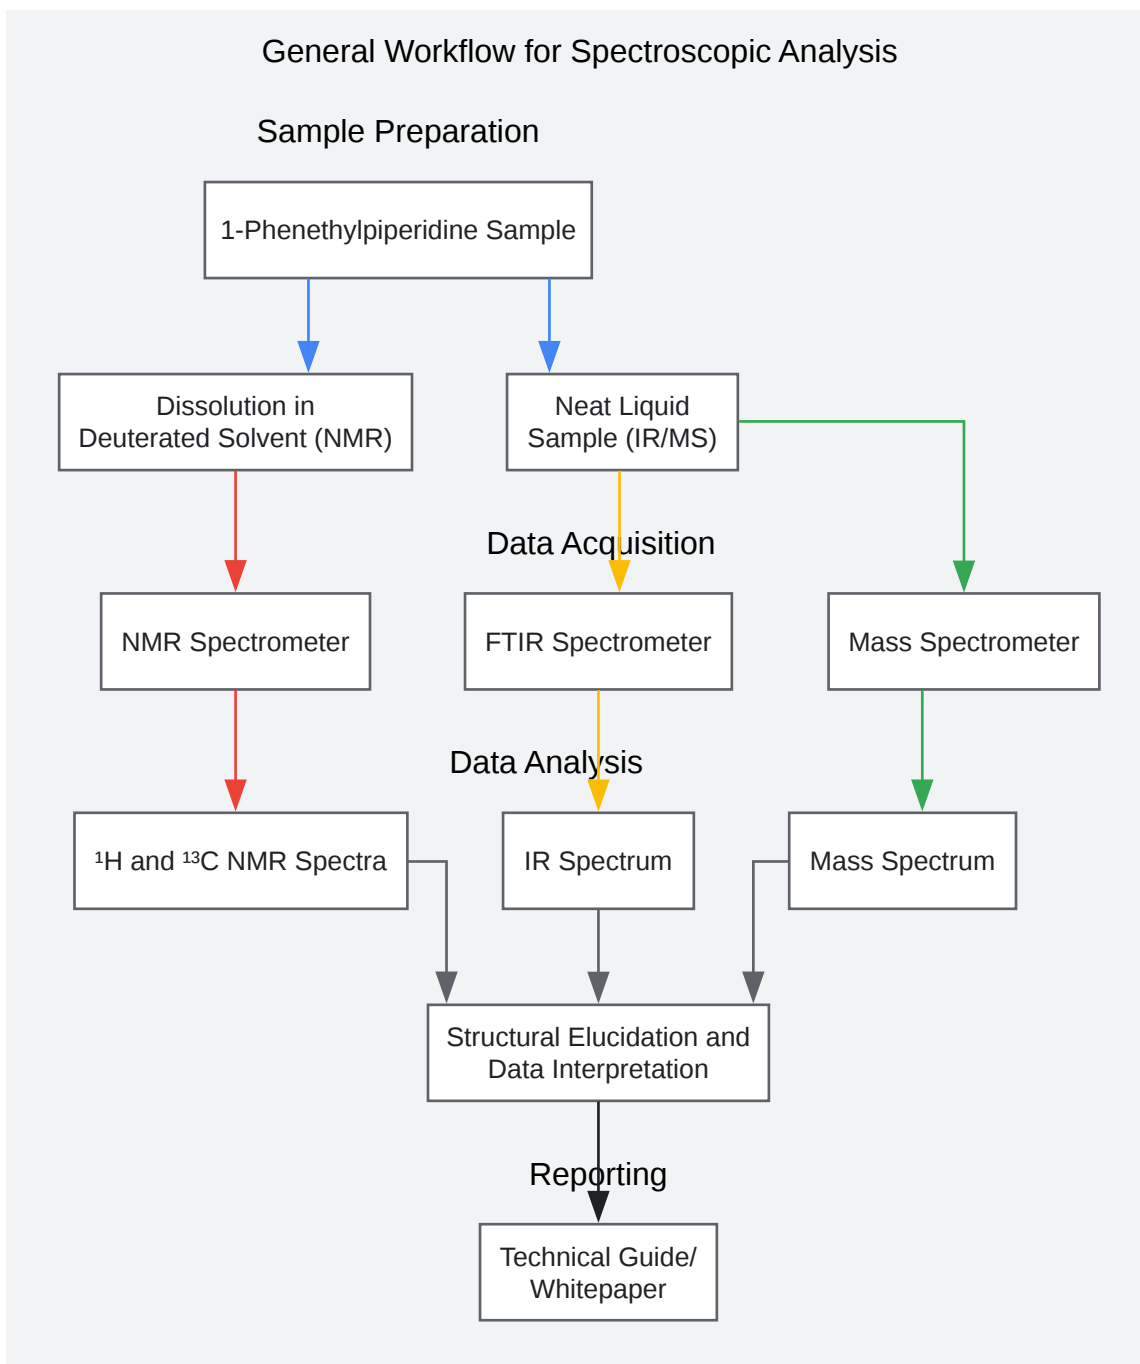 General Workflow for Spectroscopic Analysis
Sample Preparation
1-Phenethylpiperidine Sample
Dissolution in
Deuterated Solvent (NMR)
Neat Liquid
Sample (IR/MS)
Data Acquisition
NMR Spectrometer
FTIR Spectrometer
Mass Spectrometer
Data Analysis
¹H and ¹³C NMR Spectra
IR Spectrum
Mass Spectrum
Structural Elucidation and
Data Interpretation
Reporting
Technical Guide/
Whitepaper